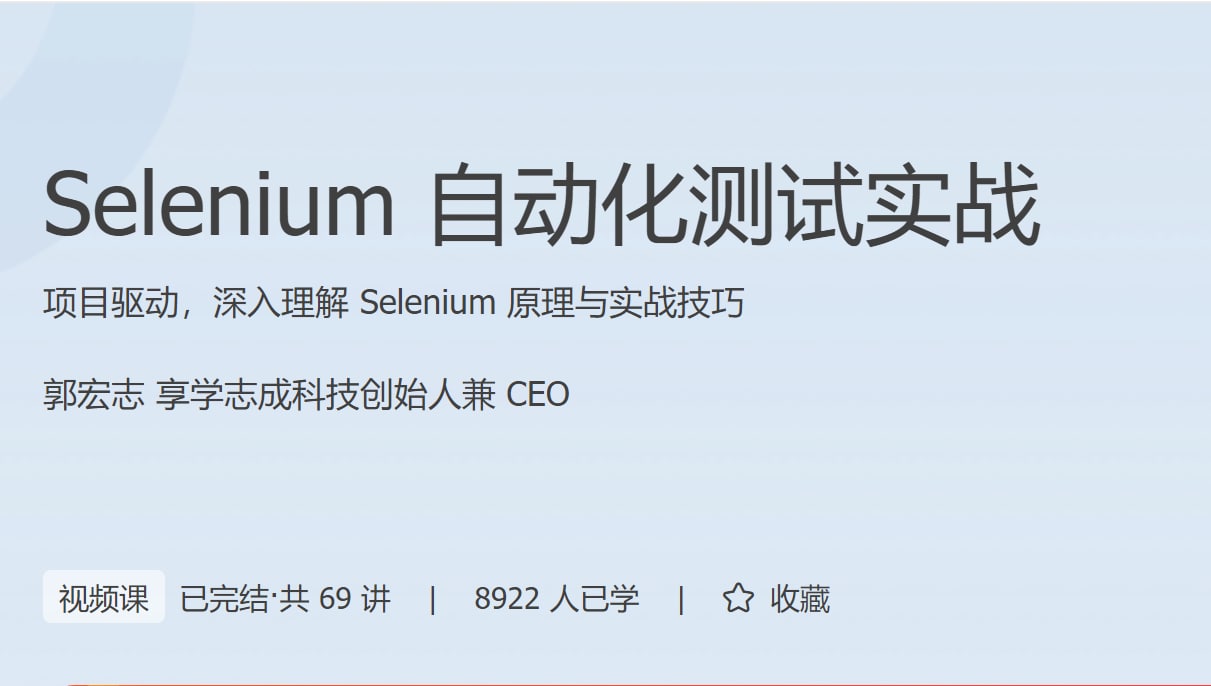 Selenium 自动化测试实战
项目驱动，深入理解 Selenium 原理与实战技巧
郭宏志 享学志成科技创始人兼 CEO
视频课 已完结·共 69 讲 | 8922 人已学 | 收藏